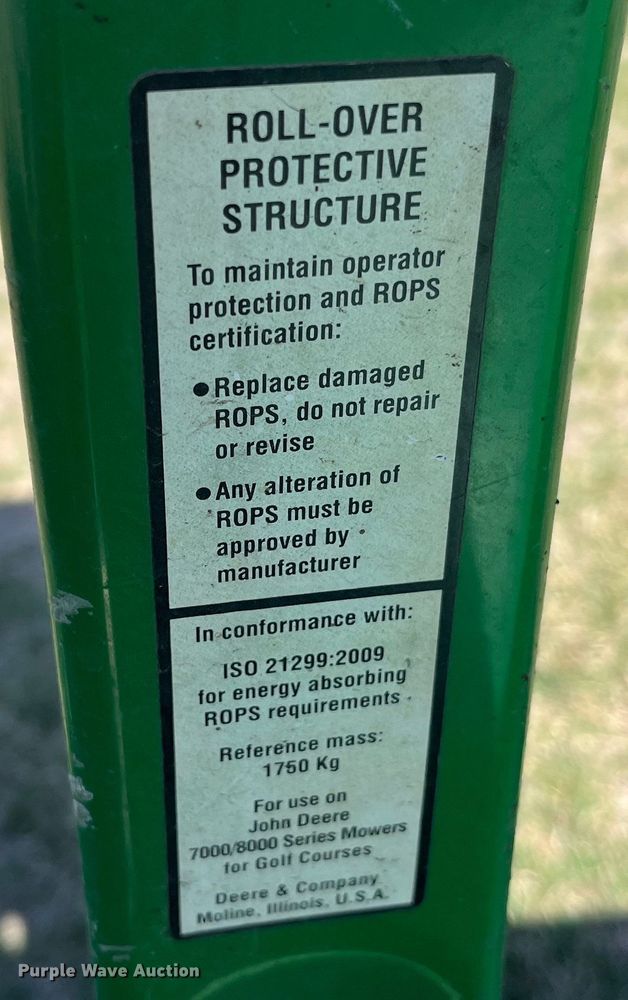 ROLL-OVER
PROTECTIVE
STRUCTURE
To maintain operator
protection and ROPS
certification:
● Replace damaged
ROPS, do not repair
or revise
● Any alteration of
ROPS must be
approved by
manufacturer
In conformance with:
ISO 21299:2009
for energy absorbing
ROPS requirements
Reference mass:
1750 Kg
For use on
John Deere
7000/8000 Series Mowers
for Golf Courses
Deere & Company
Moline, Illinois, U.S.A.
Purple Wave Auction